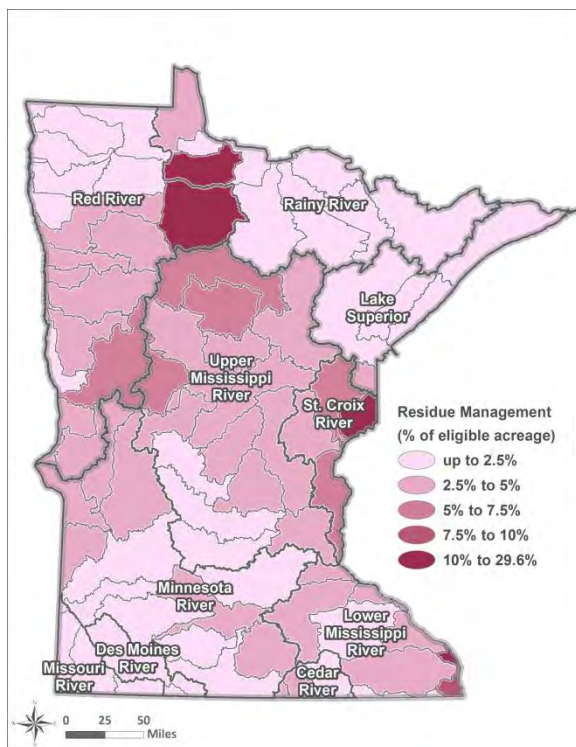 Red River
Rainy River
Lake
Superior
Upper
Mississippi
River
St. Croix
River
Residue Management
(% of eligible acreage)
up to 2.5%
2.5% to 5%
5% to 7.5%
7.5% to 10%
10% to 29.6%
Minnesota
River
Lower
Mississippi
River
Des Moines
River
Missouri
River
Cedar
River
0 25 50
Miles